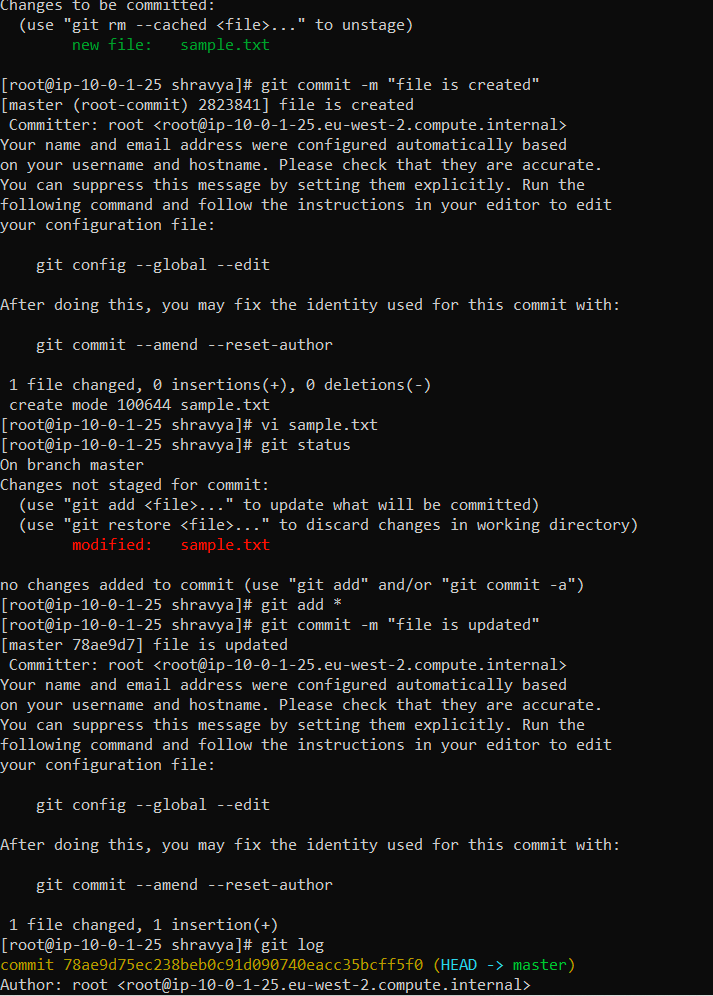 Changes to be committed:
  (use "git rm --cached <file>..." to unstage)
        new file:   sample.txt

[root@ip-10-0-1-25 shravya]# git commit -m "file is created"
[master (root-commit) 2823841] file is created
 Committer: root <root@ip-10-0-1-25.eu-west-2.compute.internal>
Your name and email address were configured automatically based
on your username and hostname. Please check that they are accurate.
You can suppress this message by setting them explicitly. Run the
following command and follow the instructions in your editor to edit
your configuration file:

    git config --global --edit

After doing this, you may fix the identity used for this commit with:

    git commit --amend --reset-author

 1 file changed, 0 insertions(+), 0 deletions(-)
 create mode 100644 sample.txt
[root@ip-10-0-1-25 shravya]# vi sample.txt
[root@ip-10-0-1-25 shravya]# git status
On branch master
Changes not staged for commit:
  (use "git add <file>..." to update what will be committed)
  (use "git restore <file>..." to discard changes in working directory)
        modified:   sample.txt

no changes added to commit (use "git add" and/or "git commit -a")
[root@ip-10-0-1-25 shravya]# git add *
[root@ip-10-0-1-25 shravya]# git commit -m "file is updated"
[master 78ae9d7] file is updated
 Committer: root <root@ip-10-0-1-25.eu-west-2.compute.internal>
Your name and email address were configured automatically based
on your username and hostname. Please check that they are accurate.
You can suppress this message by setting them explicitly. Run the
following command and follow the instructions in your editor to edit
your configuration file:

    git config --global --edit

After doing this, you may fix the identity used for this commit with:

    git commit --amend --reset-author

 1 file changed, 1 insertion(+)
[root@ip-10-0-1-25 shravya]# git log
commit 78ae9d75ec238beb0c91d090740eacc35bcff5f0 (HEAD -> master)
Author: root <root@ip-10-0-1-25.eu-west-2.compute.internal>